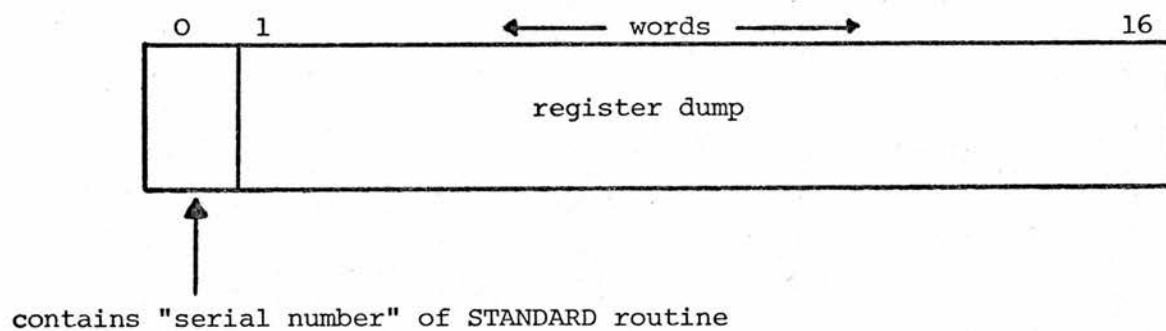 0 1 words 16
register dump
contains "serial number" of STANDARD routine